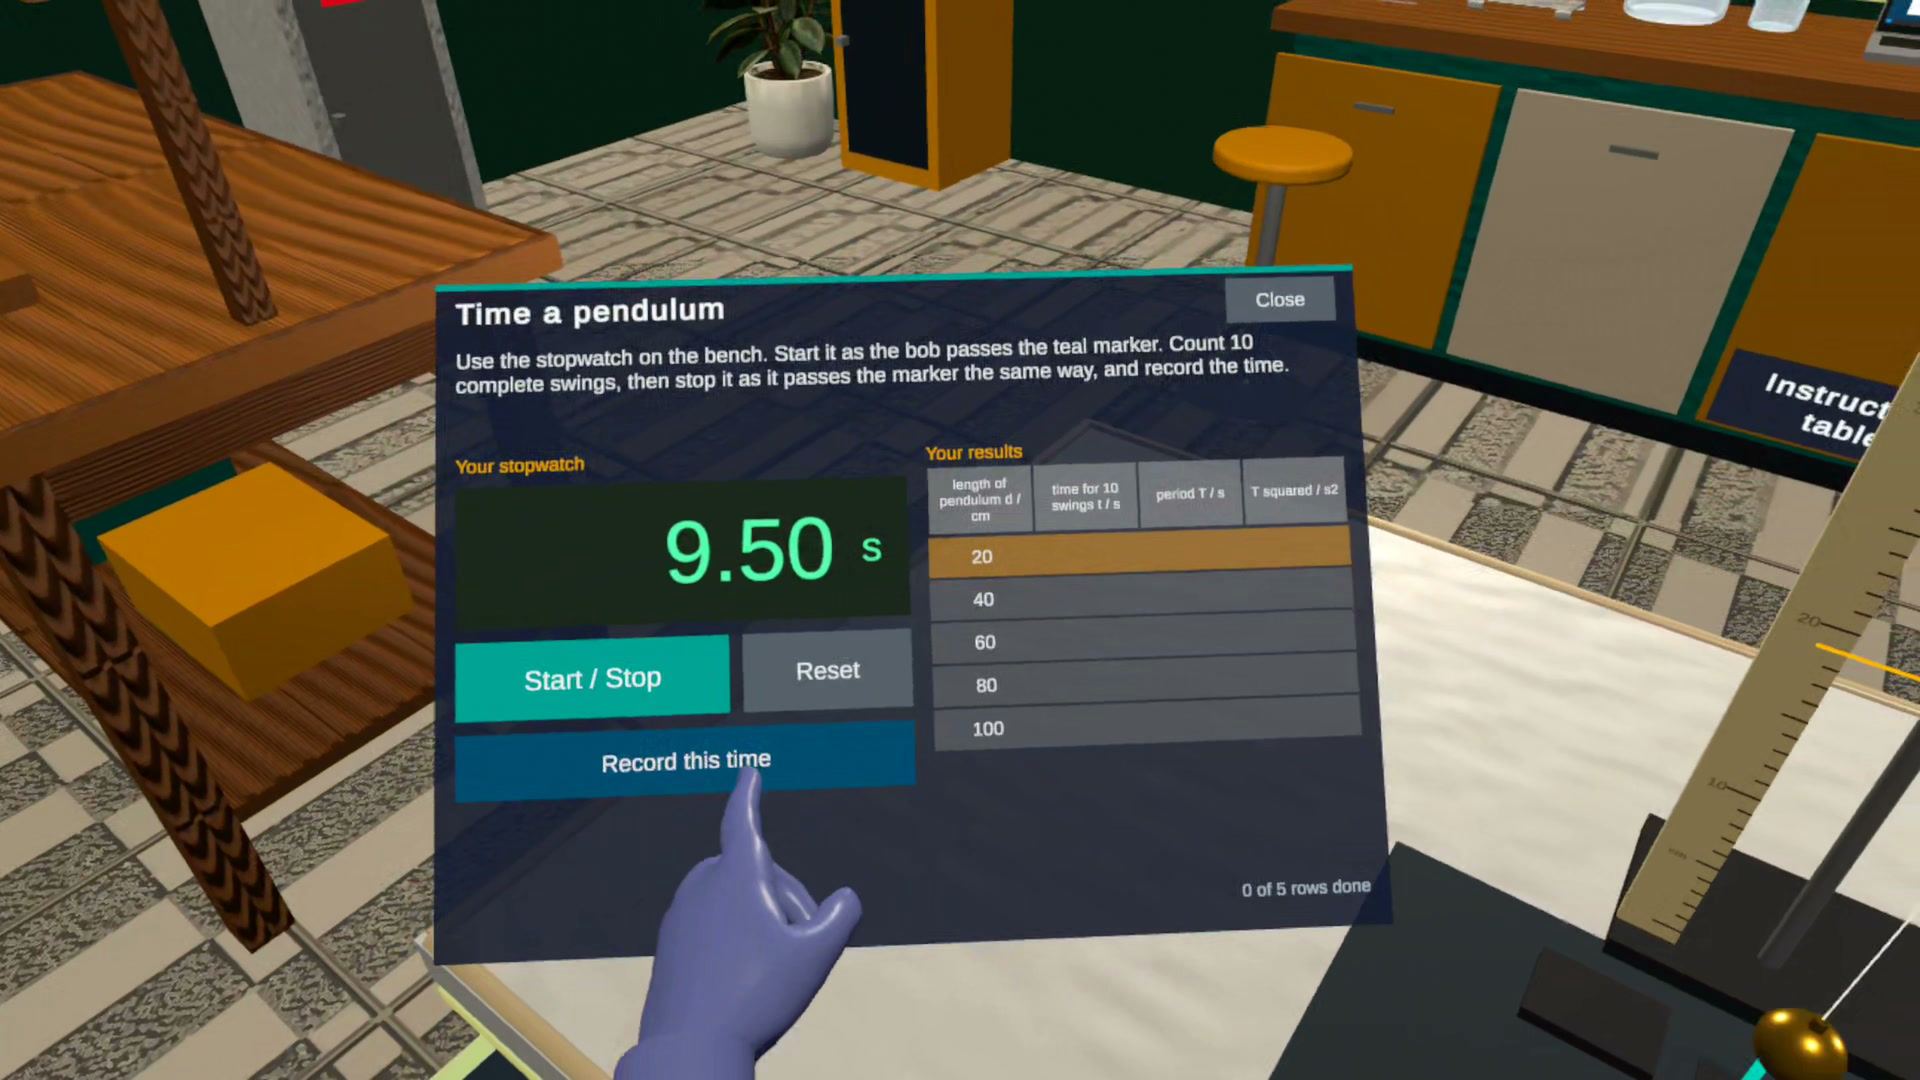 Time a pendulum
Close
Use the stopwatch on the bench. Start it as the bob passes the teal marker. Count 10
complete swings, then stop it as it passes the marker the same way, and record the time.
Your stopwatch
9.50 s
Start / Stop
Reset
Record this time
Your results
length of
pendulum d /
cm
time for 10
swings t / s
period T / s
T squared / s2
20
40
60
80
100
0 of 5 rows done
20
10